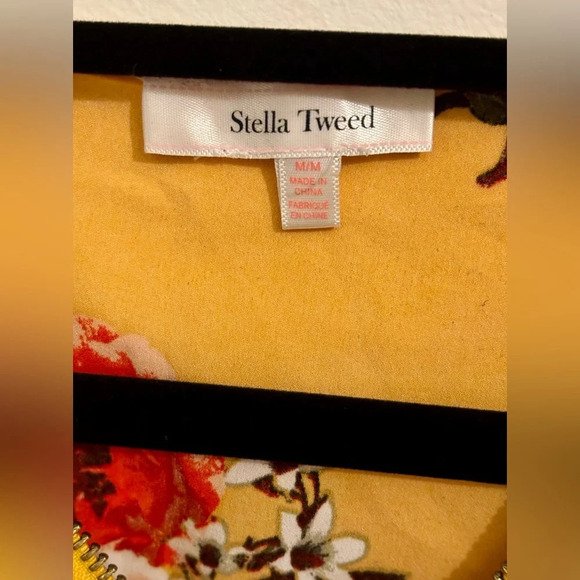 Stella Tweed
M/M
MADE IN
CHINA
FABRIQUÉ
EN CHINE